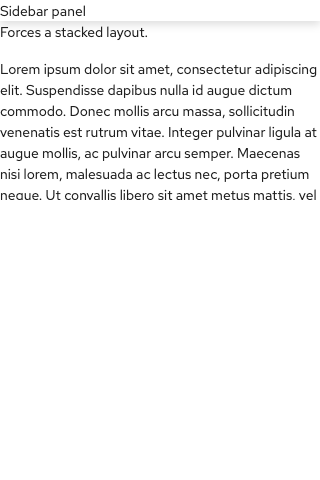 Sidebar panel
Forces a stacked layout.
Lorem ipsum dolor sit amet, consectetur adipiscing
elit. Suspendisse dapibus nulla id augue dictum
commodo. Donec mollis arcu massa, sollicitudin
venenatis est rutrum vitae. Integer pulvinar ligula at
augue mollis, ac pulvinar arcu semper. Maecenas
nisi lorem, malesuada ac lectus nec, porta pretium
neque. Ut convallis libero sit amet metus mattis, vel